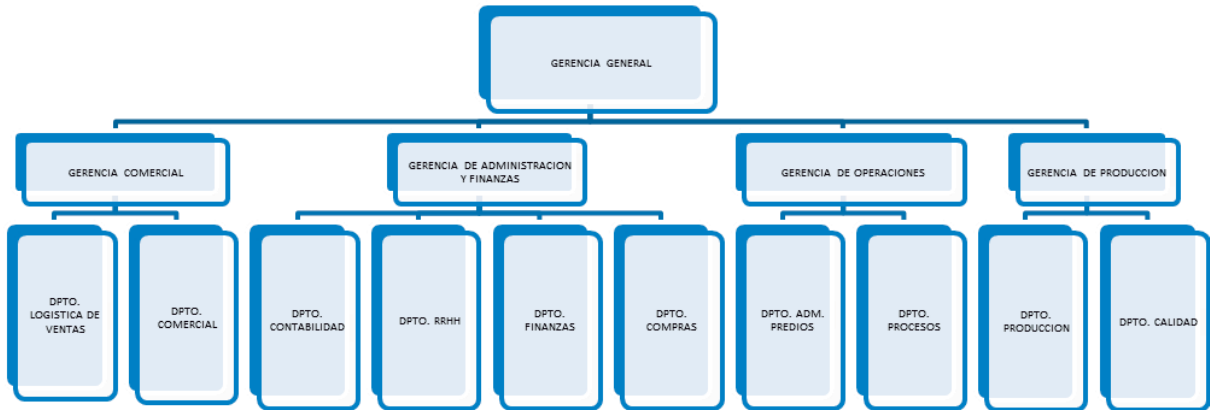 GERENCIA GENERAL
GERENCIA COMERCIAL
GERENCIA DE ADMINISTRACION
Y FINANZAS
GERENCIA DE OPERACIONES
GERENCIA DE PRODUCCION
DPTO.
LOGISTICA DE
VENTAS
DPTO.
COMERCIAL
DPTO.
CONTABILIDAD
DPTO. RRHH
DPTO.
FINANZAS
DPTO.
COMPRAS
DPTO. ADM.
PREDIOS
DPTO.
PROCESOS
DPTO.
PRODUCCION
DPTO. CALIDAD